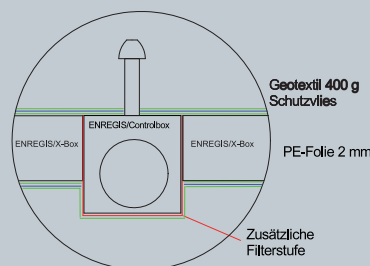 Geotextil 400 g
Schutzvlies
ENREGIS/Controlbox
ENREGIS/X-Box
ENREGIS/X-Box
PE-Folie 2 mm
Zusätzliche
Filterstufe